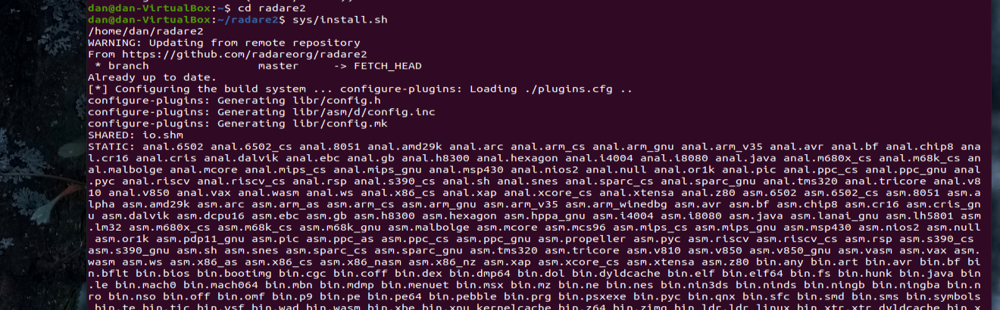 dan@dan-VirtualBox:~$ cd radare2
dan@dan-VirtualBox:~/radare2$ sys/install.sh
/home/dan/radare2
WARNING: Updating from remote repository
From https://github.com/radareorg/radare2
 * branch                  master     -> FETCH_HEAD
Already up to date.
[*] Configuring the build system ... configure-plugins: Loading ./plugins.cfg ..
configure-plugins: Generating libr/config.h
configure-plugins: Generating libr/asm/d/config.inc
configure-plugins: Generating libr/config.mk
SHARED: io.shm
STATIC: anal.6502 anal.6502_cs anal.8051 anal.amd29k anal.arc anal.arm_cs anal.arm_gnu anal.arm_v35 anal.avr anal.bf anal.chip8 ana
l.cr16 anal.cris anal.dalvik anal.ebc anal.gb anal.h8300 anal.hexagon anal.i4004 anal.i8080 anal.java anal.m680x_cs anal.m68k_cs an
al.malbolge anal.mcore anal.mips_cs anal.mips_gnu anal.msp430 anal.nios2 anal.null anal.or1k anal.pic anal.ppc_cs anal.ppc_gnu anal
.pyc anal.riscv anal.riscv_cs anal.rsp anal.s390_cs anal.sh anal.snes anal.sparc_cs anal.sparc_gnu anal.tms320 anal.tricore anal.v8
10 anal.v850 anal.vax anal.wasm anal.ws anal.x86_cs anal.xap anal.xcore_cs anal.xtensa anal.z80 asm.6502 asm.6502_cs asm.8051 asm.a
lpha asm.amd29k asm.arc asm.arm_as asm.arm_cs asm.arm_gnu asm.arm_v35 asm.arm_winedbg asm.avr asm.bf asm.chip8 asm.cr16 asm.cris_gn
u asm.dalvik asm.dcpu16 asm.ebc asm.gb asm.h8300 asm.hexagon asm.hppa_gnu asm.i4004 asm.i8080 asm.java asm.lanai_gnu asm.lh5801 asm
.lm32 asm.m680x_cs asm.m68k_cs asm.m68k_gnu asm.malbolge asm.mcore asm.mcs96 asm.mips_cs asm.mips_gnu asm.msp430 asm.nios2 asm.null
 asm.or1k asm.pdp11_gnu asm.pic asm.ppc_as asm.ppc_cs asm.ppc_gnu asm.propeller asm.pyc asm.riscv asm.riscv_cs asm.rsp asm.s390_cs
asm.s390_gnu asm.sh asm.snes asm.sparc_cs asm.sparc_gnu asm.tms320 asm.tricore asm.v810 asm.v850 asm.v850_gnu asm.vasm asm.vax asm.
wasm asm.ws asm.x86_as asm.x86_cs asm.x86_nasm asm.x86_nz asm.xap asm.xcore_cs asm.xtensa asm.z80 bin.any bin.art bin.avr bin.bf bi
n.bflt bin.bios bin.bootimg bin.cgc bin.coff bin.dex bin.dmp64 bin.dol bin.dyldcache bin.elf bin.elf64 bin.fs bin.hunk bin.java bin
.le bin.mach0 bin.mach064 bin.mbn bin.mdmp bin.menuet bin.msx bin.mz bin.ne bin.nes bin.nin3ds bin.ninds bin.ningb bin.ningba bin.n
ro bin.nso bin.off bin.omf bin.p9 bin.pe bin.pe64 bin.pebble bin.prg bin.psxexe bin.pyc bin.qnx bin.sfc bin.smd bin.sms bin.symbols
 bin.te bin.tic bin.vsf bin.wad bin.wasm bin.xbe bin.xnu_kernelcache bin.z64 bin.zimg bin_ldr.ldr_linux bin_xtr.xtr_dyldcache bin_x